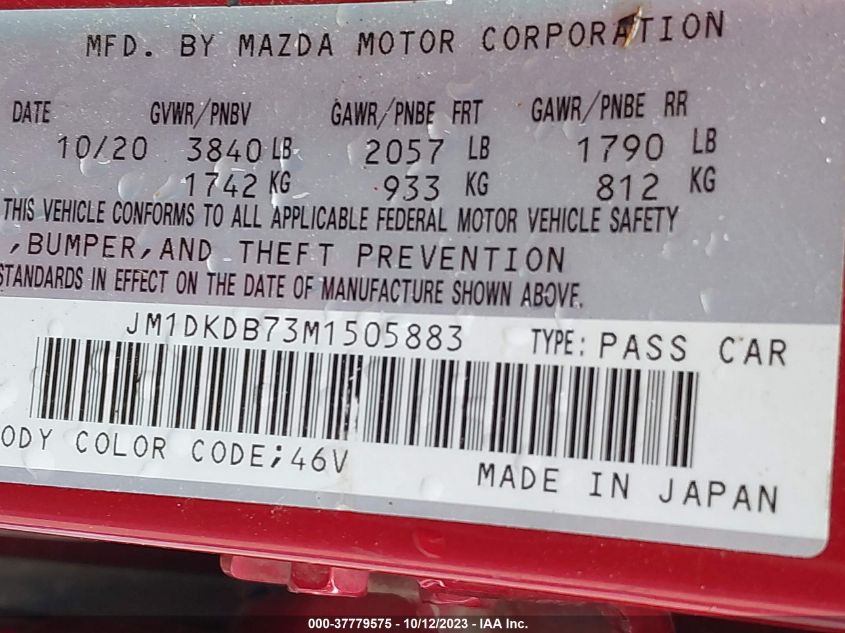 MFD. BY MAZDA MOTOR CORPORATION
DATE GVWR/PNBV GAWR/PNBE FRT GAWR/PNBE RR
10/20 3840 LB 2057 LB 1790 LB
1742 KG 933 KG 812 KG
THIS VEHICLE CONFORMS TO ALL APPLICABLE FEDERAL MOTOR VEHICLE SAFETY
,BUMPER,AND THEFT PREVENTION
STANDARDS IN EFFECT ON THE DATE OF MANUFACTURE SHOWN ABOVE.
JM1DKDB73M1505883 TYPE: PASS CAR
ODY COLOR CODE;46V
MADE IN JAPAN
000-37779575 - 10/12/2023 - IAA Inc.